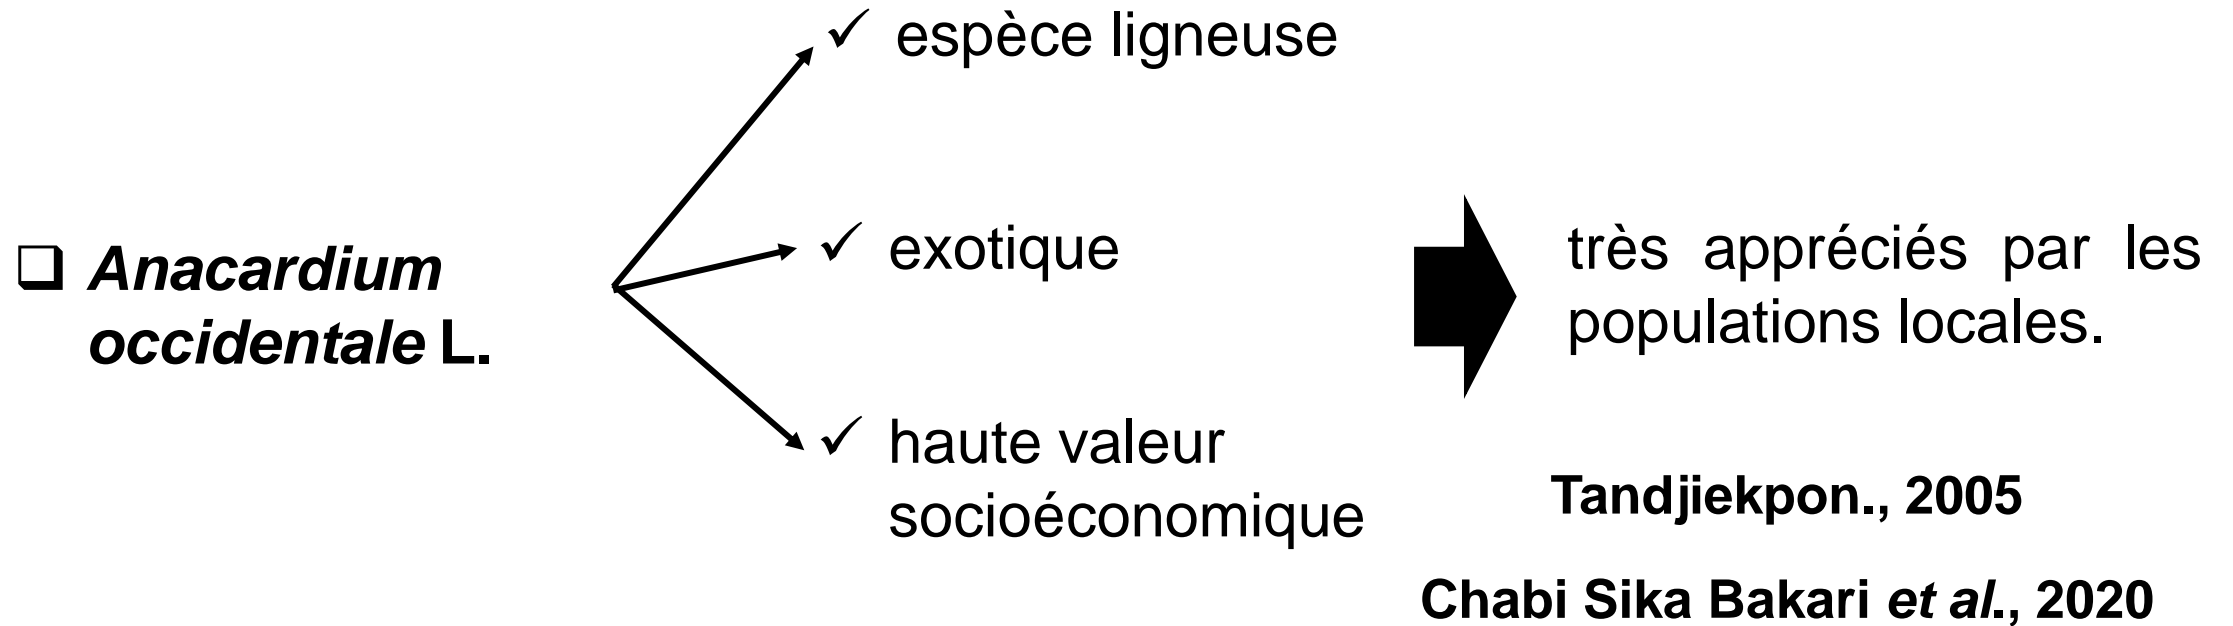 ❑ Anacardium
occidentale L.
✓ espèce ligneuse
✓ exotique
✓ haute valeur
socioéconomique
très appréciés par les
populations locales.
Tandjiekpon., 2005
Chabi Sika Bakari et al., 2020